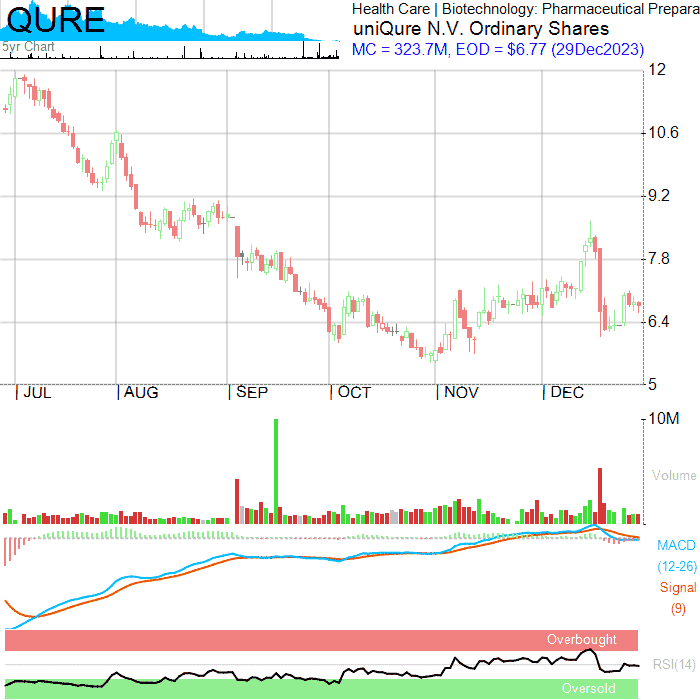 QURE
5yr Chart
Health Care | Biotechnology: Pharmaceutical Prepara
uniQure N.V. Ordinary Shares
MC = 323.7M, EOD = $6.77 (29Dec2023)
12
10.6
9.2
7.8
6.4
5
JUL AUG SEP OCT NOV DEC
10M
Volume
MACD
(12-26)
Signal
(9)
Overbought
RSI(14)
Oversold